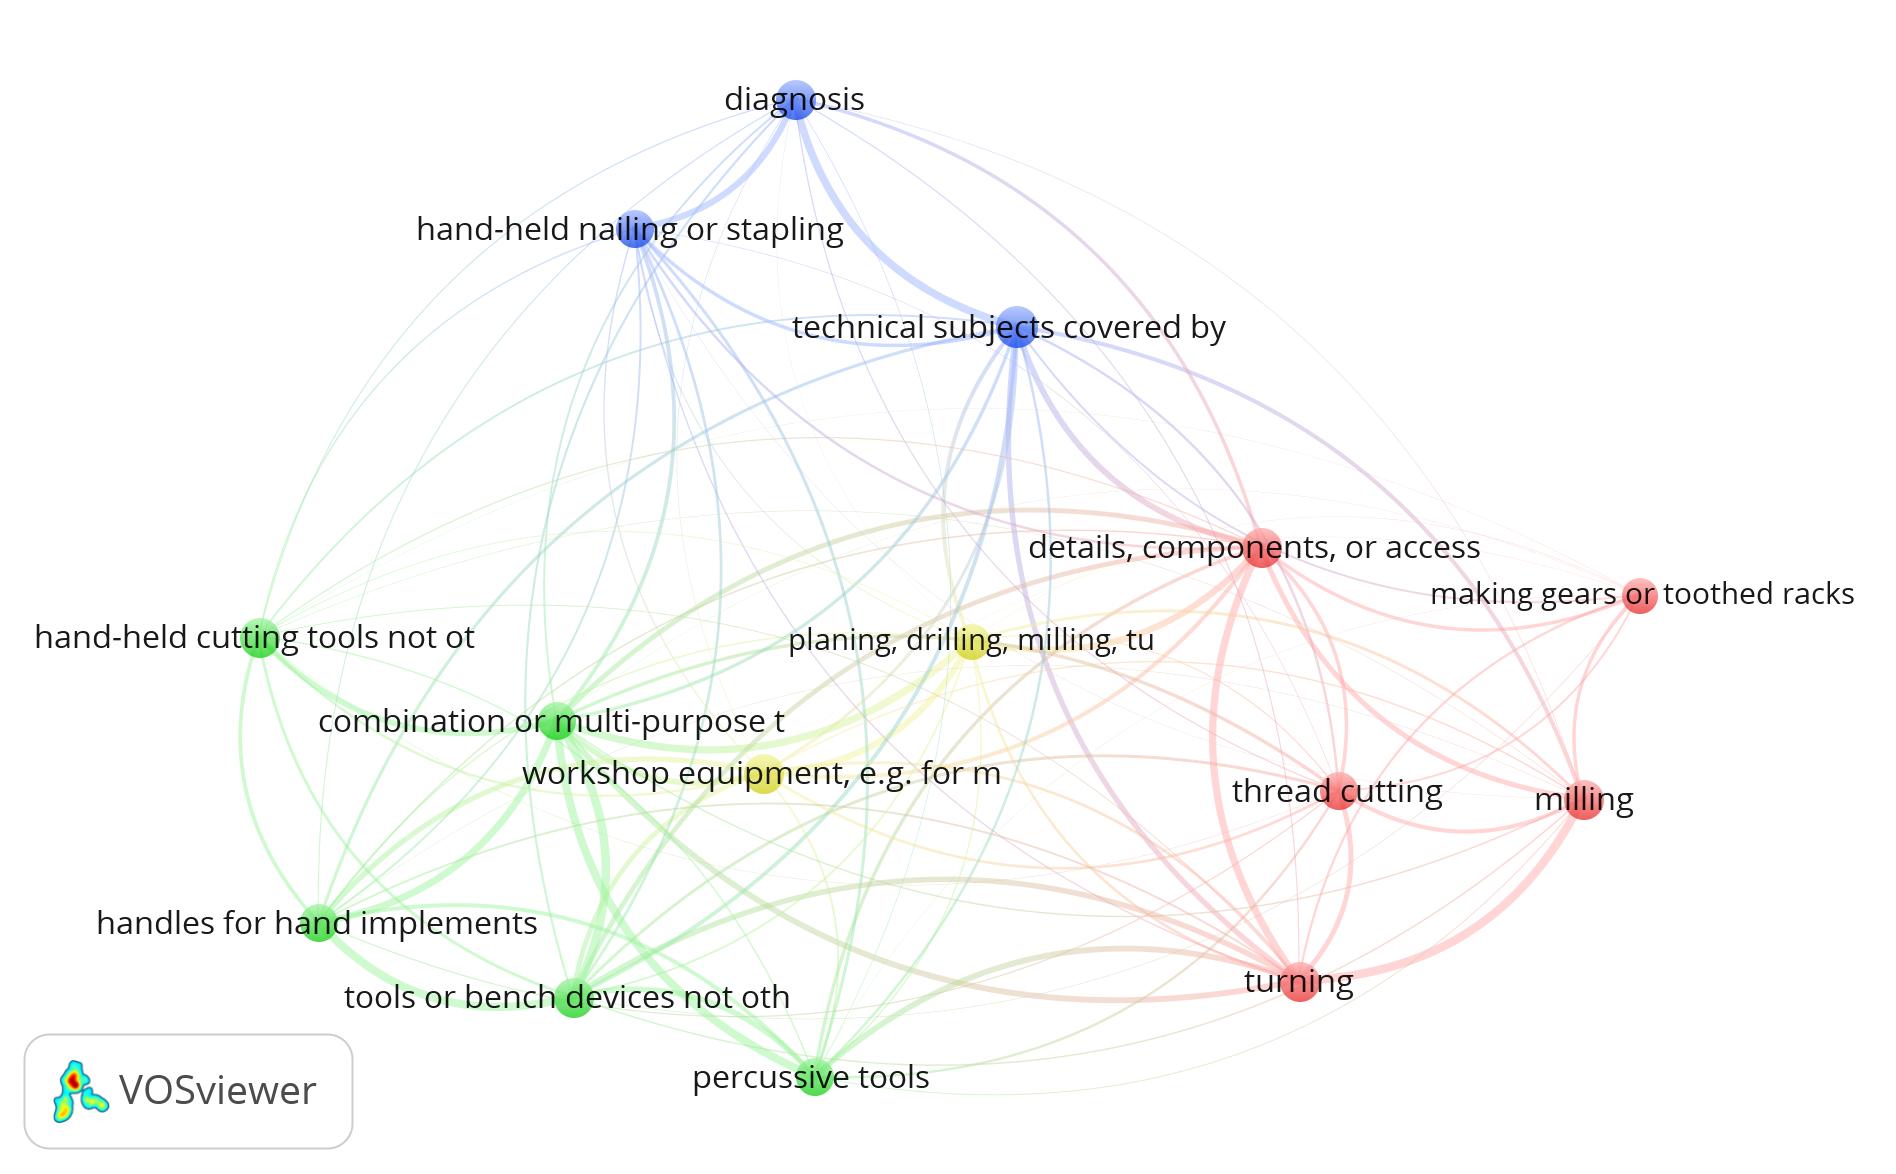 diagnosis
hand-held nailing or stapling
technical subjects covered by
details, components, or access
making gears or toothed racks
hand-held cutting tools not ot
planing, drilling, milling, tu
combination or multi-purpose t
workshop equipment, e.g. for m
thread cutting
milling
handles for hand implements
turning
tools or bench devices not oth
percussive tools
VOSviewer